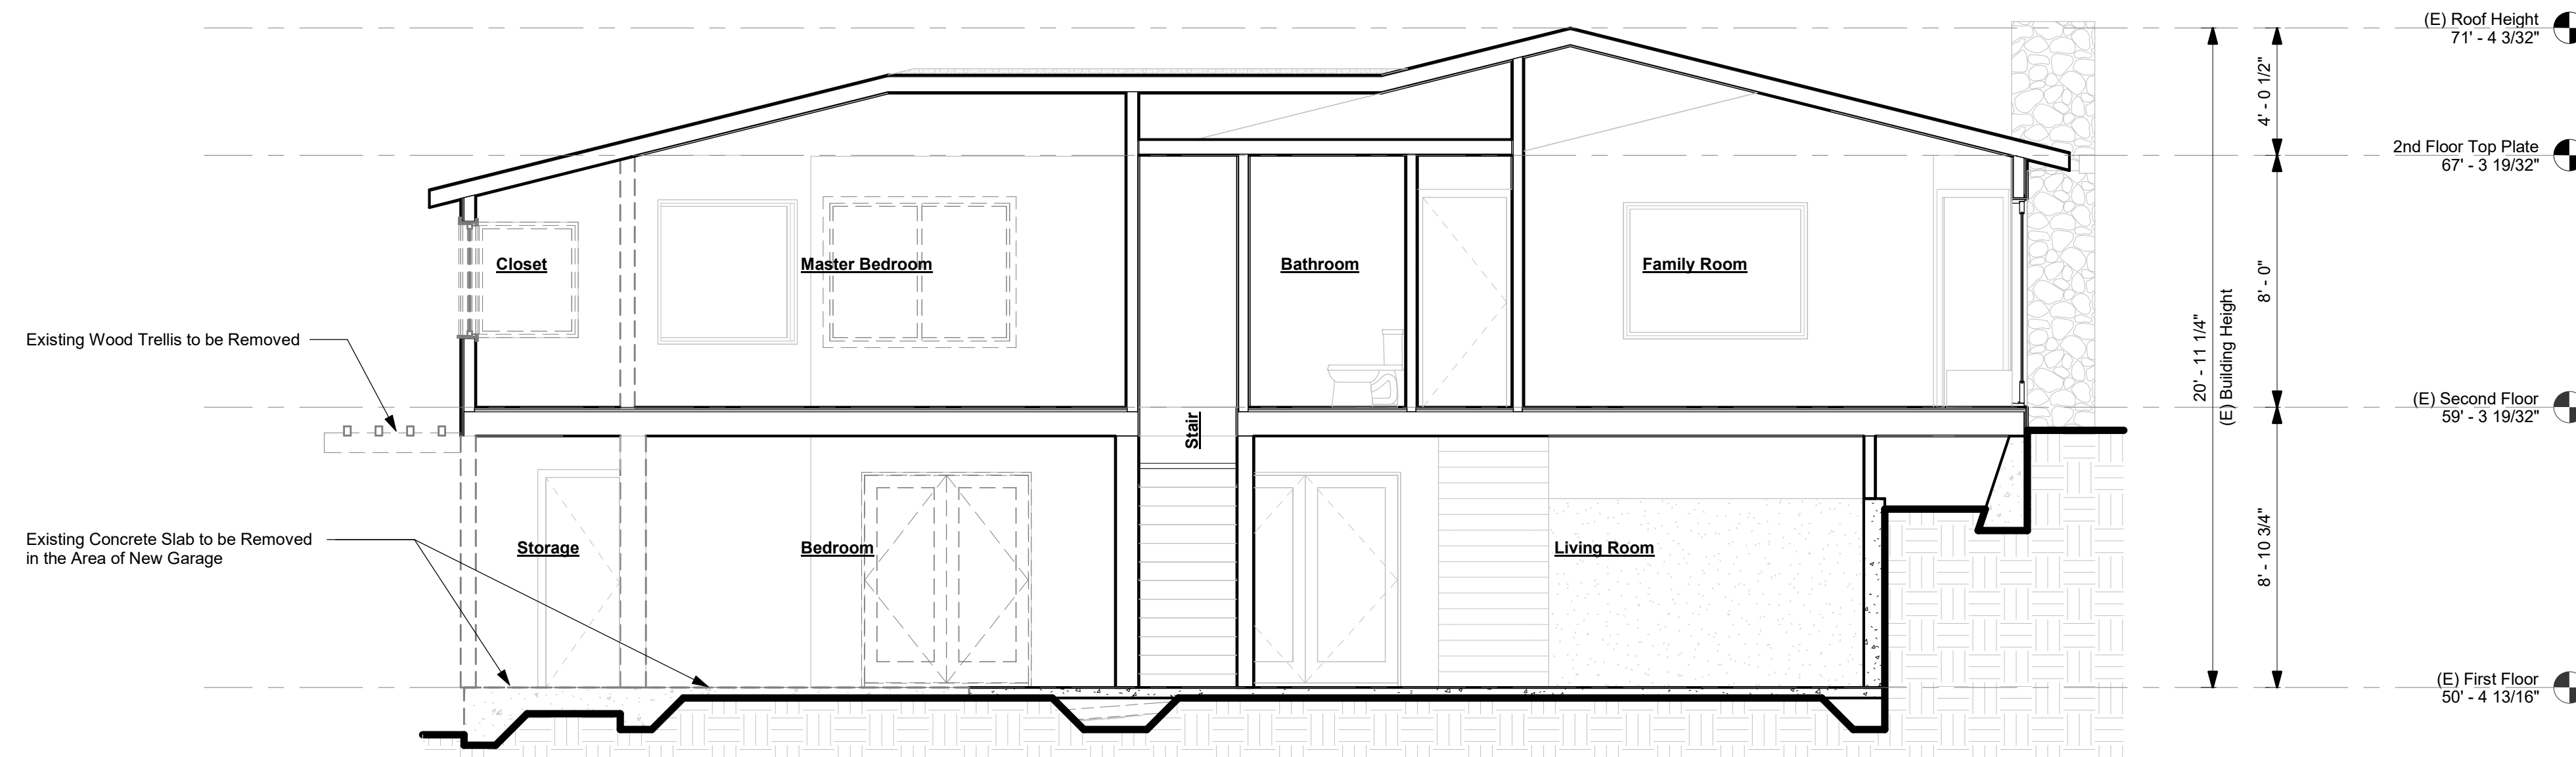 (E) Roof Height
71' - 4 3/32"
4' - 0 1/2"
2nd Floor Top Plate
67' - 3 19/32"
Closet
Master Bedroom
Bathroom
Family Room
8' - 0"
Existing Wood Trellis to be Removed
20' - 11 1/4"
(E) Building Height
(E) Second Floor
59' - 3 19/32"
Stair
Existing Concrete Slab to be Removed
in the Area of New Garage
Storage
Bedroom
Living Room
8' - 10 3/4"
(E) First Floor
50' - 4 13/16"